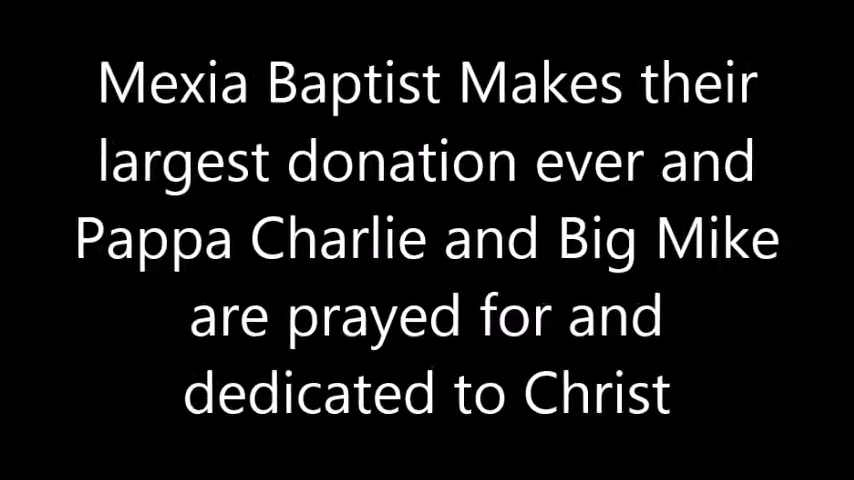 Mexia Baptist Makes their
largest donation ever and
Pappa Charlie and Big Mike
are prayed for and
dedicated to Christ